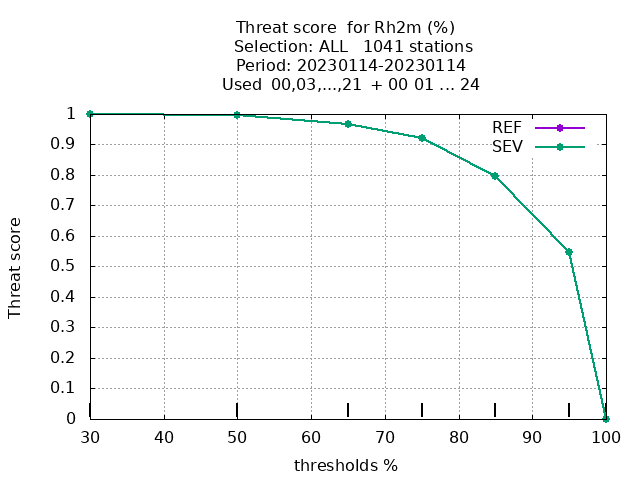 Threat score  for Rh2m (%)
Selection: ALL   1041 stations
Period: 20230114-20230114
Used  00,03,...,21  + 00 01 ... 24
REF
SEV
1
0.9
0.8
0.7
0.6
0.5
0.4
0.3
0.2
0.1
0
Threat score
30 40 50 60 70 80 90 100
thresholds %